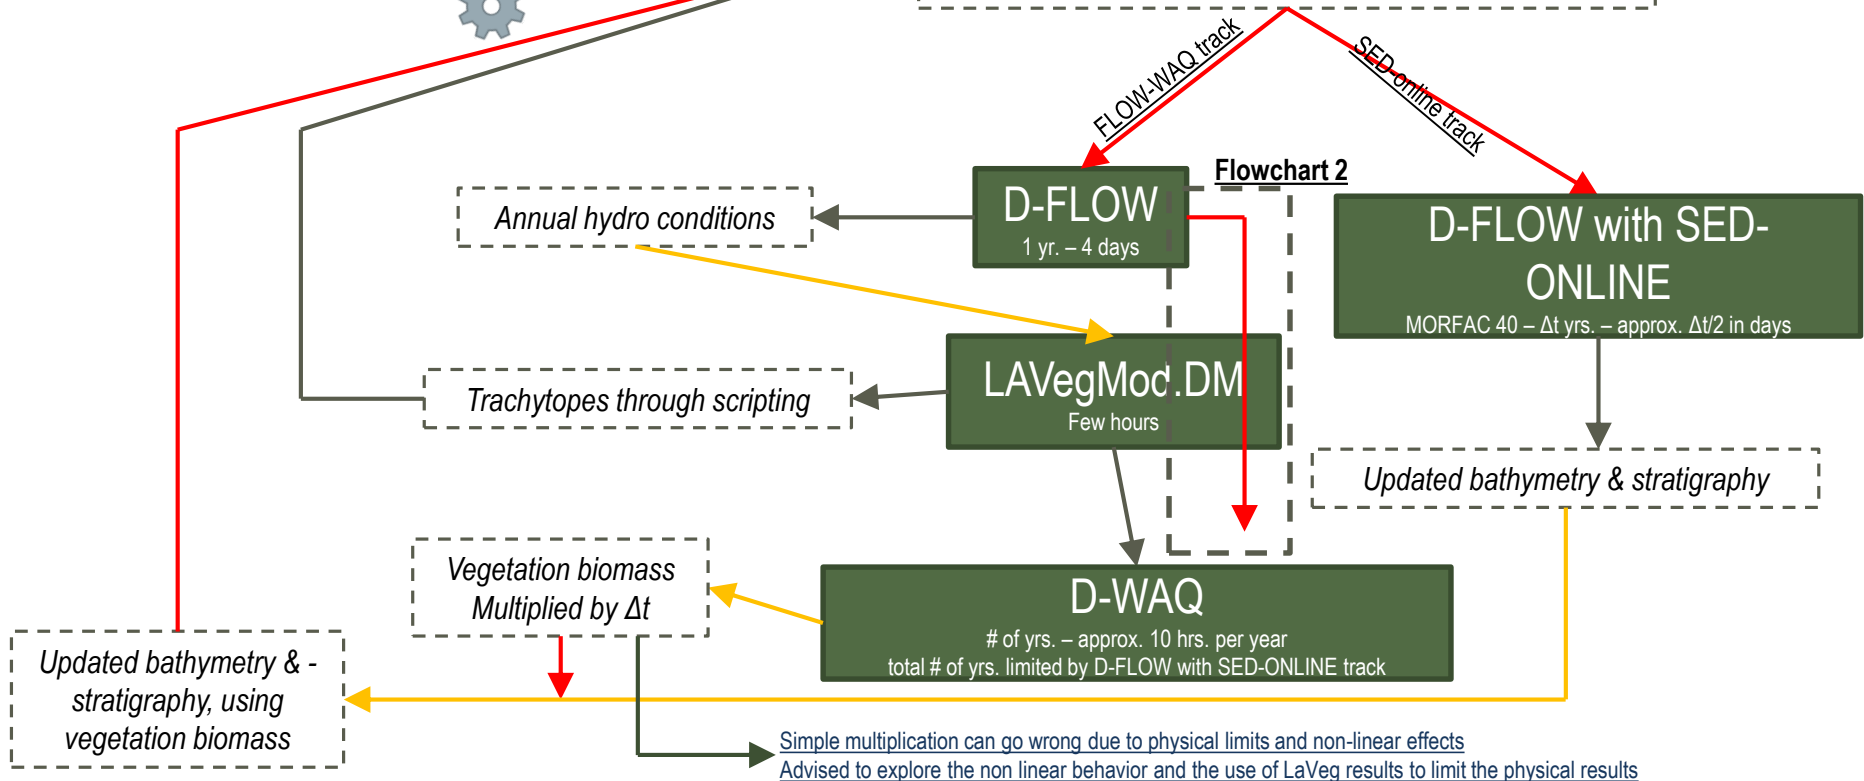 FLOW-WAQ track
SED-online track
Flowchart 2
D-FLOW
1 yr. – 4 days
Annual hydro conditions
D-FLOW with SED-
ONLINE
MORFAC 40 – Δt yrs. – approx. Δt/2 in days
LAVegMod.DM
Few hours
Trachytopes through scripting
Updated bathymetry & stratigraphy
Vegetation biomass
Multiplied by Δt
D-WAQ
# of yrs. – approx. 10 hrs. per year
total # of yrs. limited by D-FLOW with SED-ONLINE track
Updated bathymetry & -
stratigraphy, using
vegetation biomass
Simple multiplication can go wrong due to physical limits and non-linear effects
Advised to explore the non linear behavior and the use of LaVeg results to limit the physical results